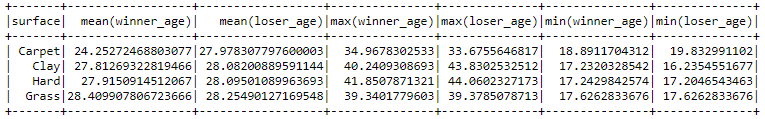 |surface| mean(winner_age)| mean(loser_age)|max(winner_age)|max(loser_age)|min(winner_age)|min(loser_age)|
| Carpet| 24.25272468803077|27.978307797600003| 34.9678302533| 33.6755646817| 18.8911704312| 19.832991102|
| Clay| 27.81269322819466| 28.08200889591144| 40.2409308693| 43.8302532512| 17.2320328542| 16.2354551677|
| Hard| 27.9150914512067| 28.09501089963693| 41.8507871321| 44.0602327173| 17.2429842574| 17.2046543463|
| Grass|28.409907806723666| 28.25490127169548| 39.3401779603| 39.3785078713| 17.6262833676| 17.6262833676|